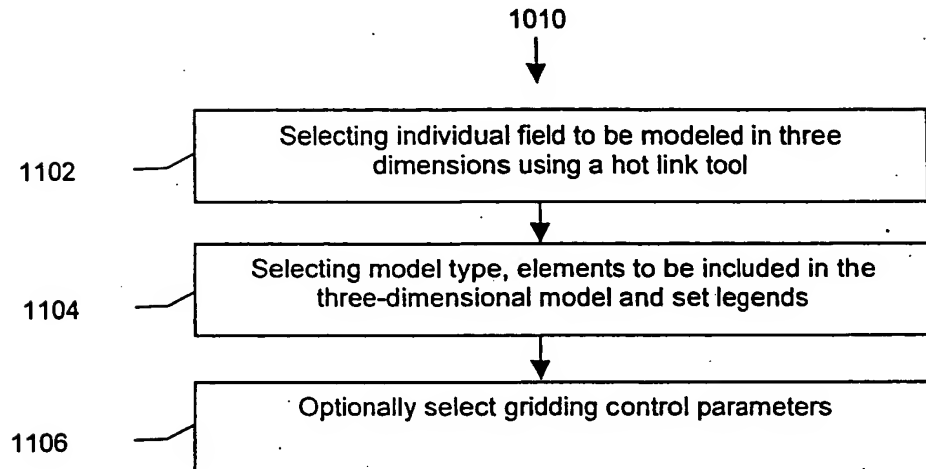 1010
Selecting individual field to be modeled in three
dimensions using a hot link tool
1102
Selecting model type, elements to be included in the
three-dimensional model and set legends
1104
Optionally select gridding control parameters
1106